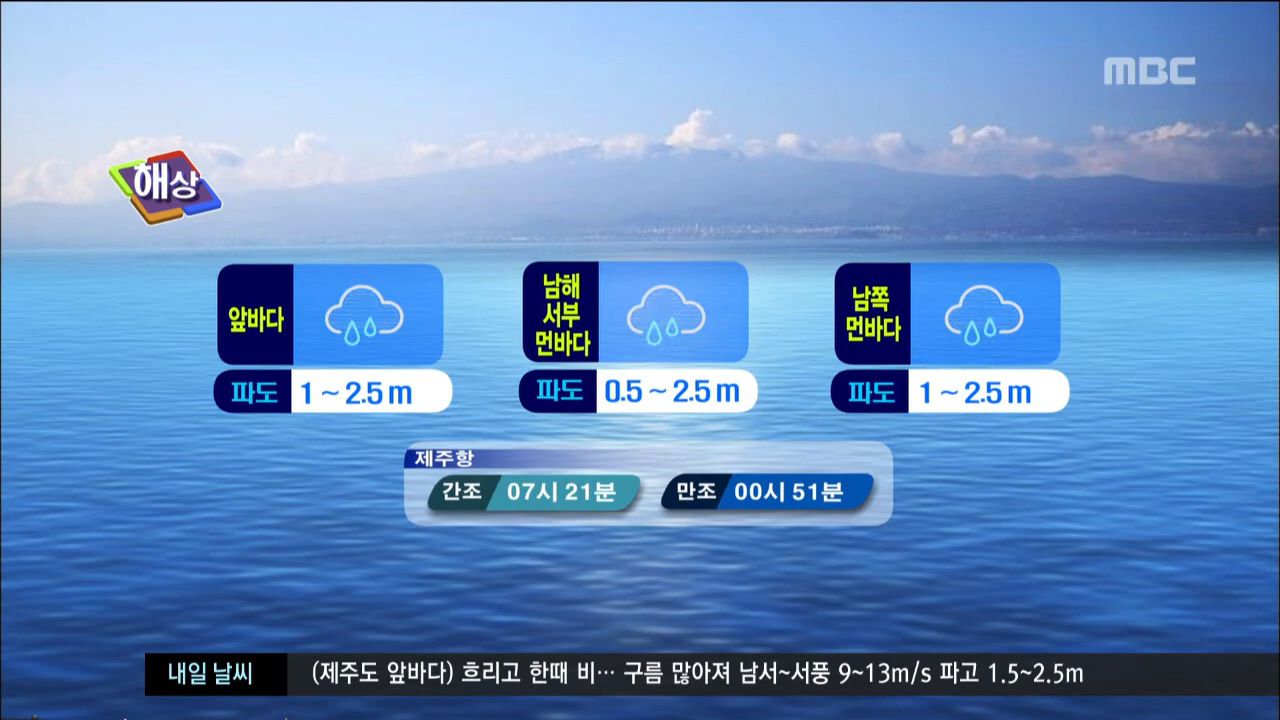 MBC
해상
앞바다
파도 1 ~ 2.5 m
남해
서부
먼바다
파도 0.5 ~ 2.5 m
남쪽
먼바다
파도 1 ~ 2.5 m
제주항
간조 07시 21분 만조 00시 51분
내일 날씨 (제주도 앞바다) 흐리고 한때 비… 구름 많아져 남서~서풍 9~13m/s 파고 1.5~2.5m